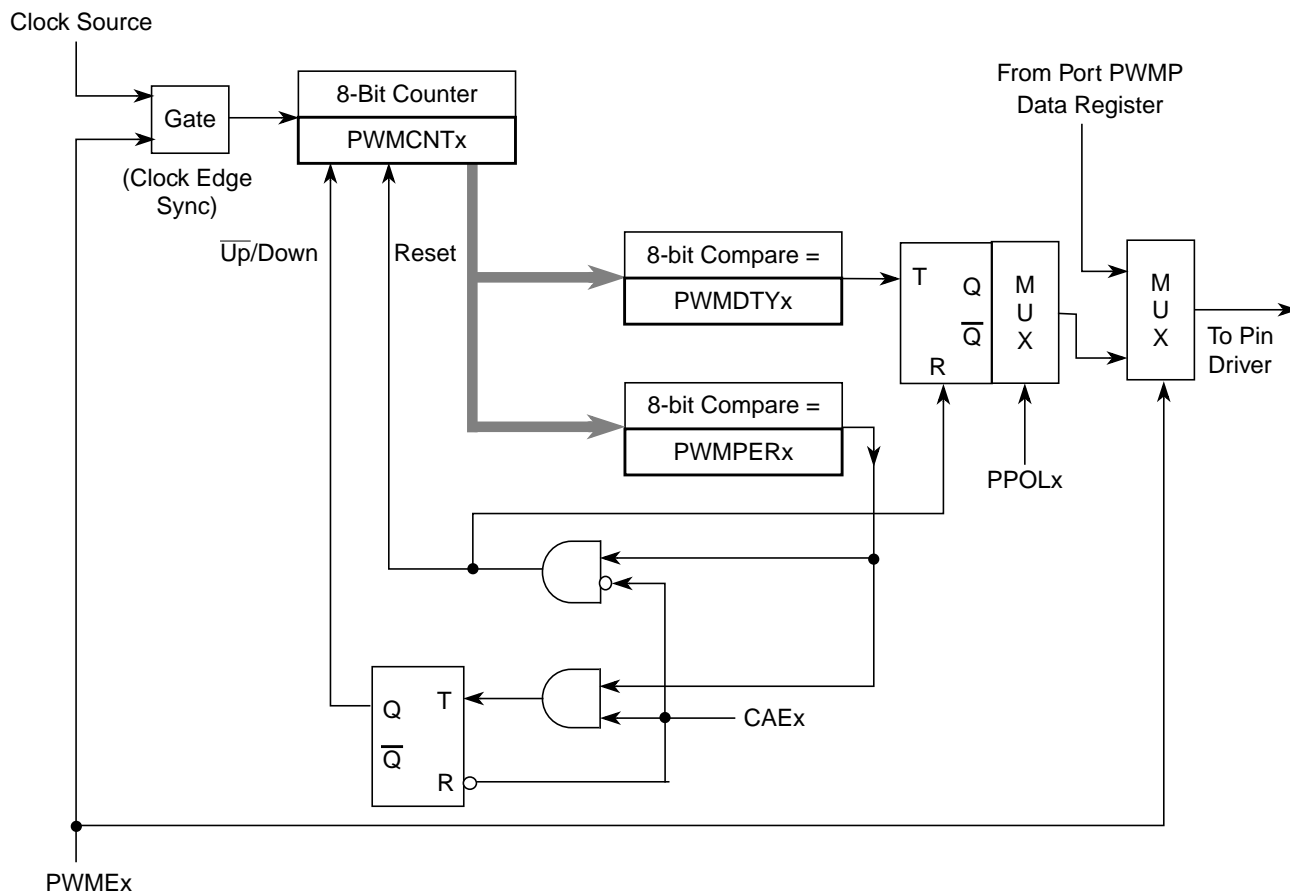 Clock Source
8-Bit Counter
PWMCNTx
Gate
(Clock Edge
Sync)
From Port PWMP
Data Register
U̅p̅/Down
Reset
8-bit Compare =
PWMDTYx
T
Q
Q̅
R
M
U
X
M
U
X
To Pin
Driver
8-bit Compare =
PWMPERx
PPOLx
Q
T
Q̅
R
CAEx
PWMEx